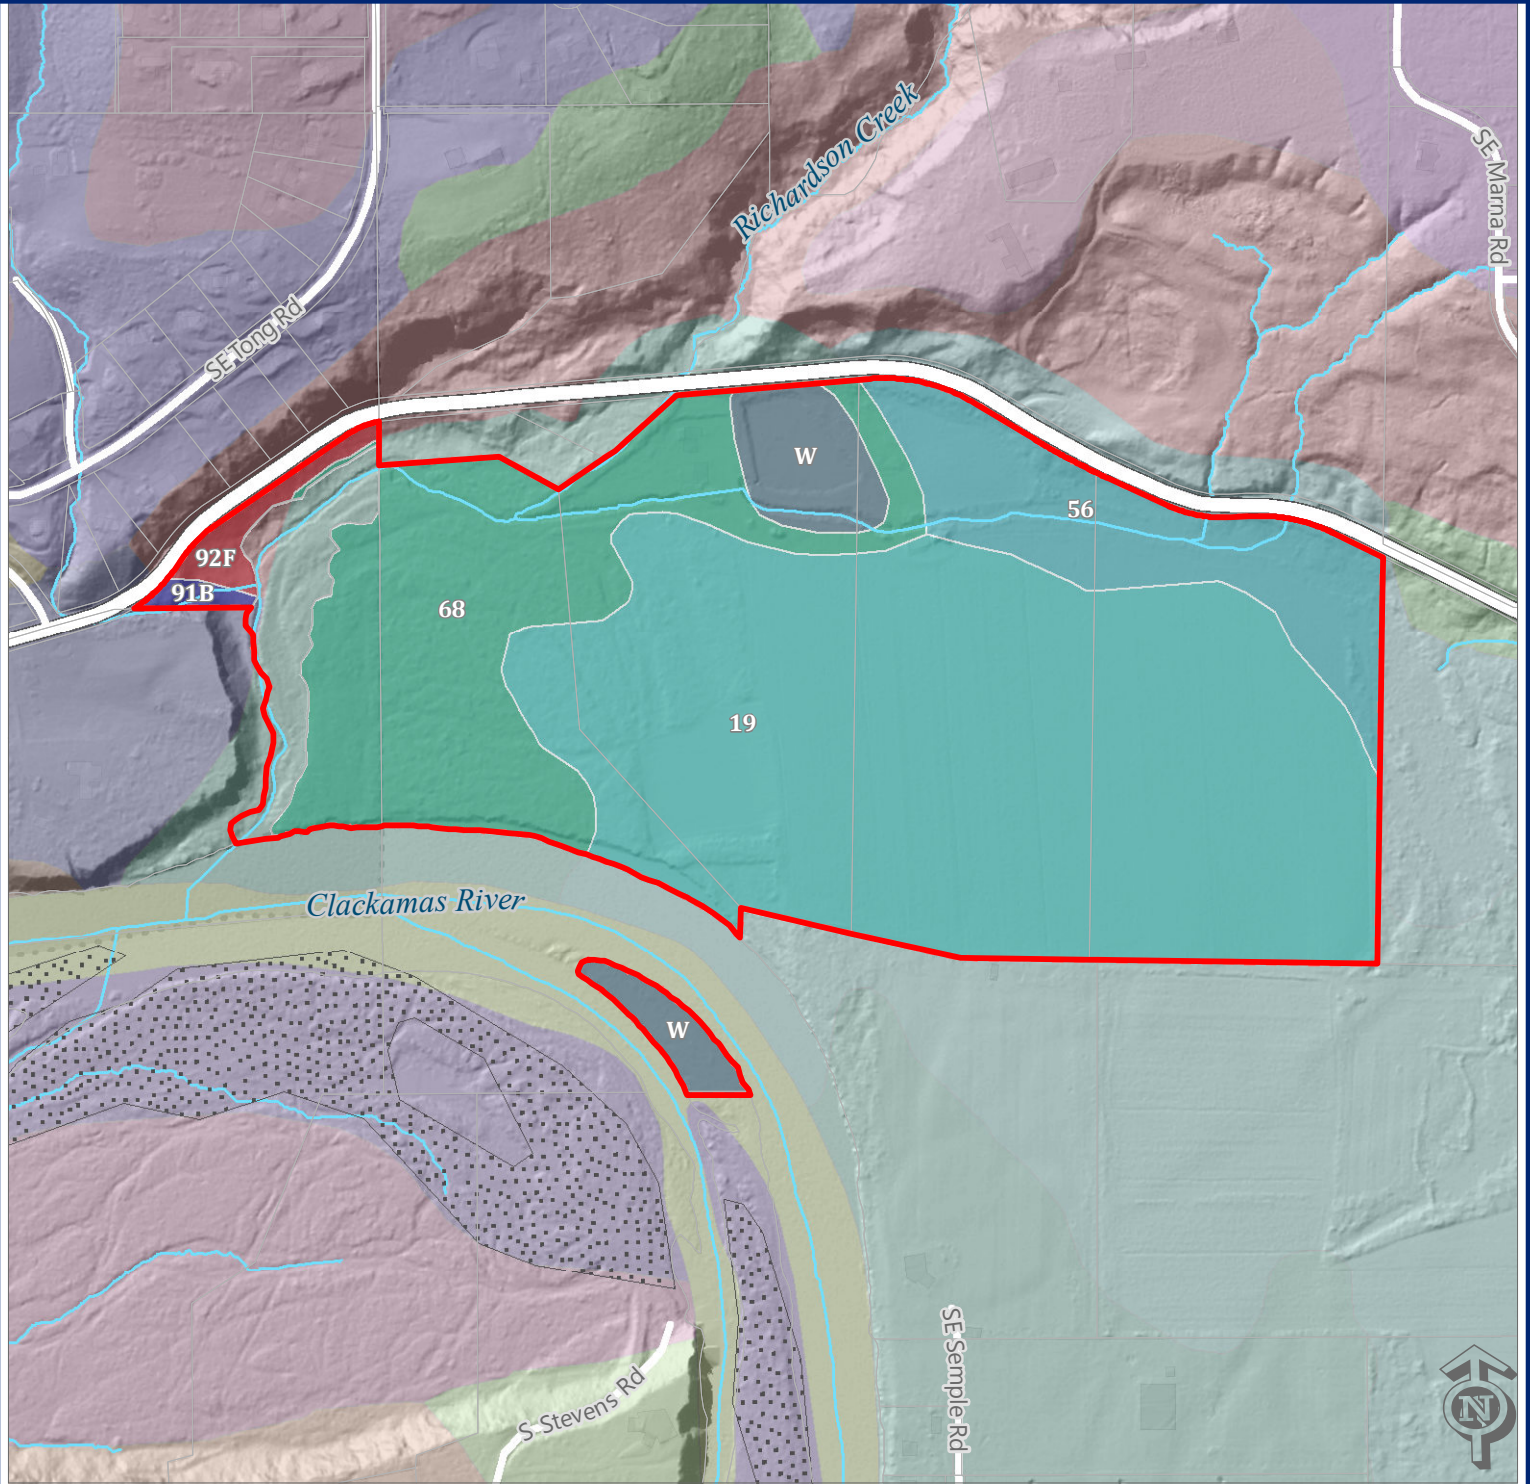 Richardson Creek
SE Marna Rd
SE Tong Rd
W
56
92F
91B
68
19
Clackamas River
W
SE Semple Rd
S Stevens Rd
N